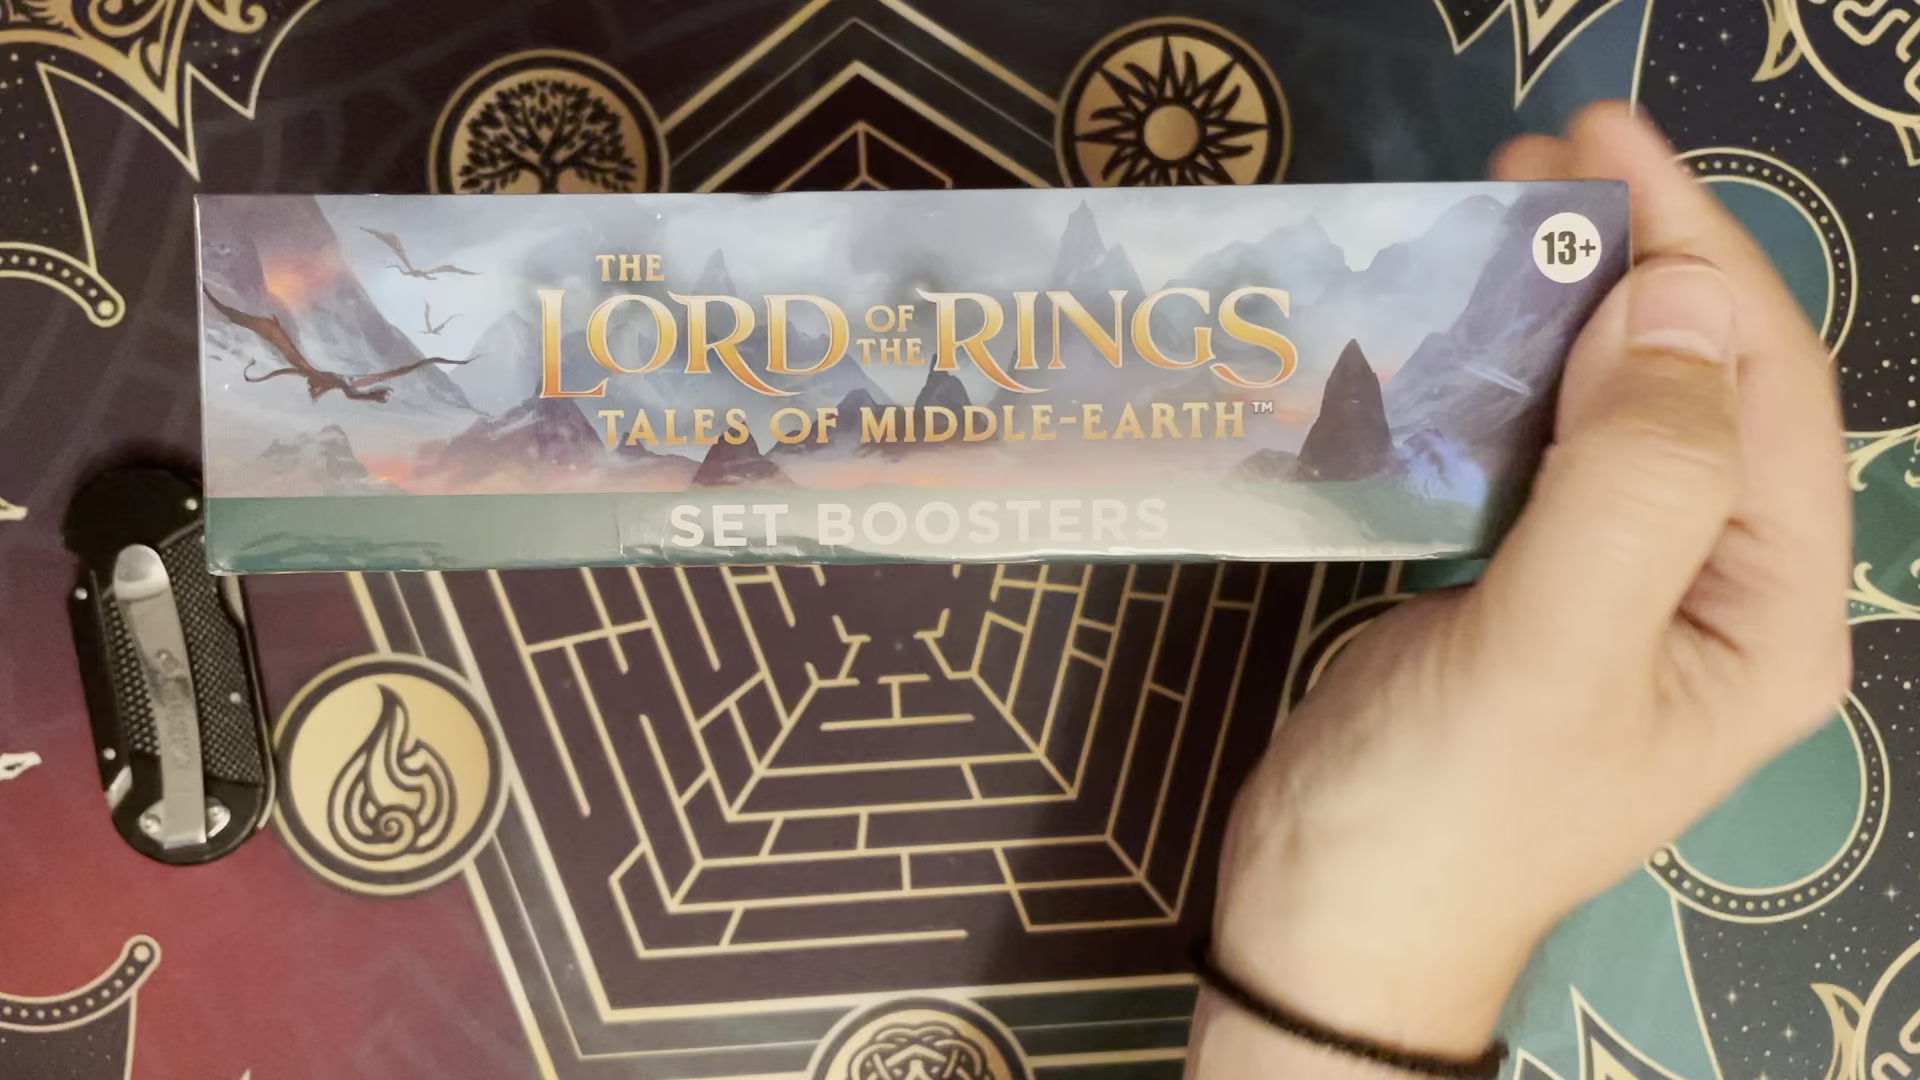 13+
THE
LORD OF THE RINGS
TALES OF MIDDLE-EARTH™
SET BOOSTERS